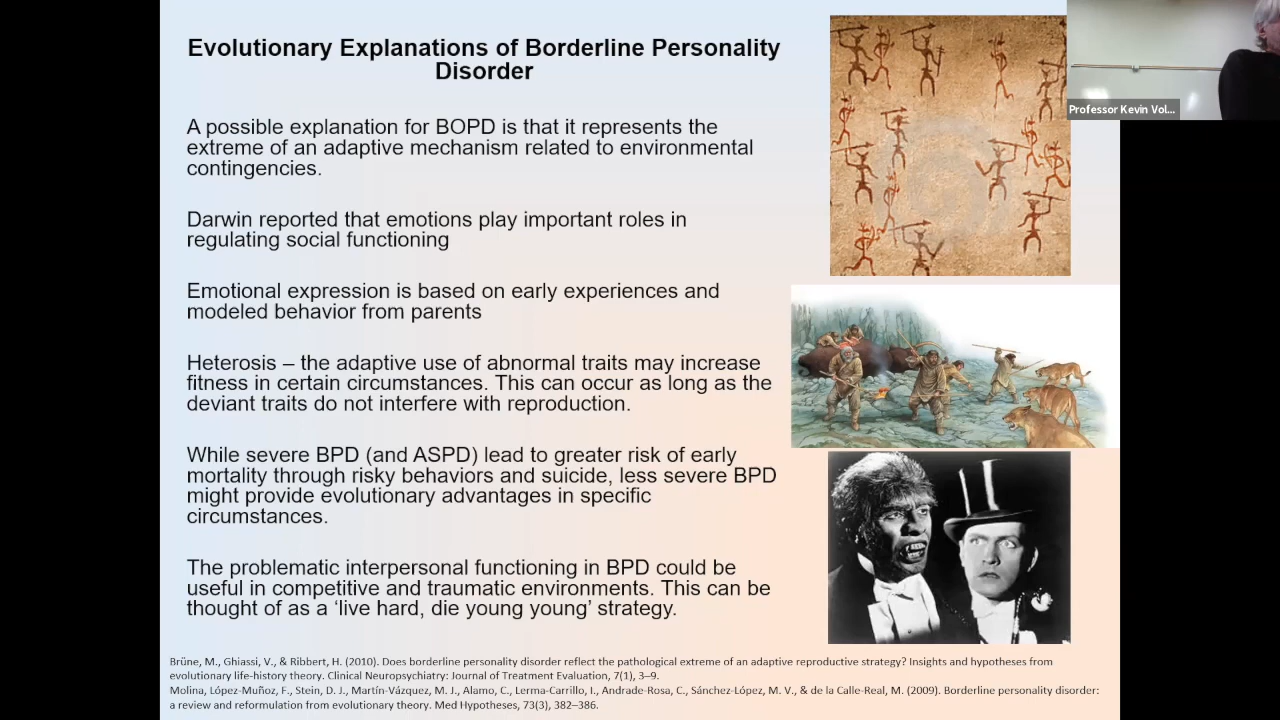 Evolutionary Explanations of Borderline Personality
Disorder
A possible explanation for BOPD is that it represents the
extreme of an adaptive mechanism related to environmental
contingencies.
Darwin reported that emotions play important roles in
regulating social functioning
Emotional expression is based on early experiences and
modeled behavior from parents
Heterosis – the adaptive use of abnormal traits may increase
fitness in certain circumstances. This can occur as long as the
deviant traits do not interfere with reproduction.
While severe BPD (and ASPD) lead to greater risk of early
mortality through risky behaviors and suicide, less severe BPD
might provide evolutionary advantages in specific
circumstances.
The problematic interpersonal functioning in BPD could be
useful in competitive and traumatic environments. This can be
thought of as a ‘live hard, die young young’ strategy.
Professor Kevin Vol...
Brüne, M., Ghiassi, V., & Ribbert, H. (2010). Does borderline personality disorder reflect the pathological extreme of an adaptive reproductive strategy? Insights and hypotheses from
evolutionary life-history theory. Clinical Neuropsychiatry: Journal of Treatment Evaluation, 7(1), 3–9.
Molina, López-Muñoz, F., Stein, D. J., Martín-Vázquez, M. J., Alamo, C., Lerma-Carrillo, I., Andrade-Rosa, C., Sánchez-López, M. V., & de la Calle-Real, M. (2009). Borderline personality disorder:
a review and reformulation from evolutionary theory. Med Hypotheses, 73(3), 382–386.